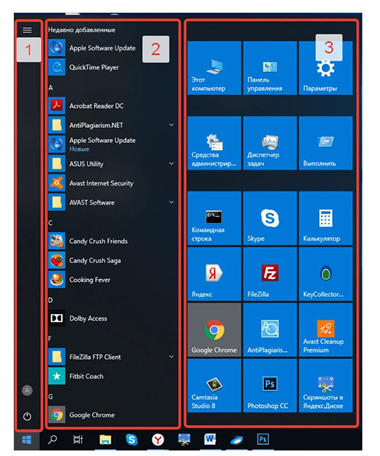 1
2
3
Недавно добавленные
Apple Software Update
QuickTime Player
A
Acrobat Reader DC
AntiPlagiarism.NET
Apple Software Update
Новые
ASUS Utility
Avast Internet Security
AVAST Software
C
Candy Crush Friends
Candy Crush Saga
Cooking Fever
D
Dolby Access
F
FileZilla FTP Client
Fitbit Coach
G
Google Chrome
Этот компьютер
Панель управления
Параметры
Средства администрир...
Диспетчер задач
Выполнить
Командная строка
Skype
Калькулятор
Яндекс
FileZilla
KeyCollector...
Google Chrome
AntiPlagiaris...
Avast Cleanup Premium
Camtasia Studio 8
Photoshop CC
Скриншоты в Яндекс.Диске